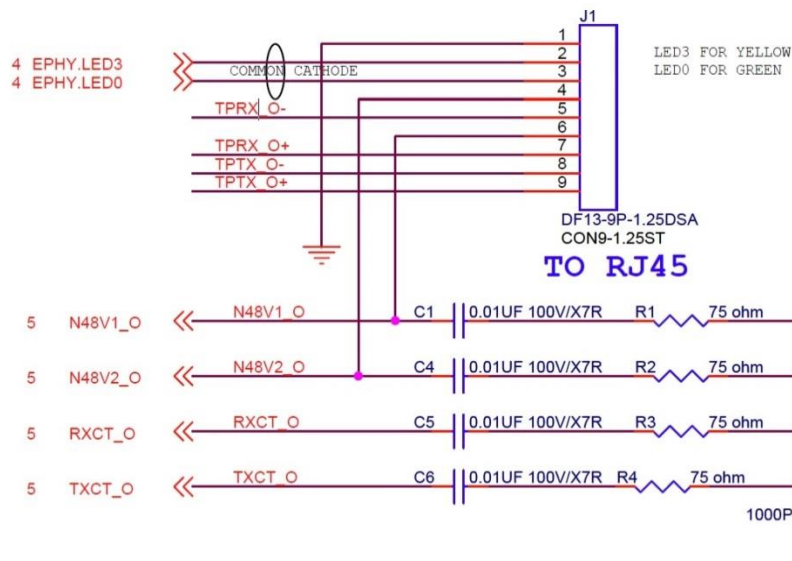 J1
1
4 EPHY.LED3 2 LED3 FOR YELLOW
4 EPHY.LED0 COMMON CATHODE 3 LED0 FOR GREEN
4
TPRX_O- 5
6
TPRX_O+ 7
TPTX_O- 8
TPTX_O+ 9
DF13-9P-1.25DSA
CON9-1.25ST
TO RJ45
5 N48V1_O N48V1_O C1 0.01UF 100V/X7R R1 75 ohm
5 N48V2_O N48V2_O C4 0.01UF 100V/X7R R2 75 ohm
5 RXCT_O RXCT_O C5 0.01UF 100V/X7R R3 75 ohm
5 TXCT_O TXCT_O C6 0.01UF 100V/X7R R4 75 ohm
1000P